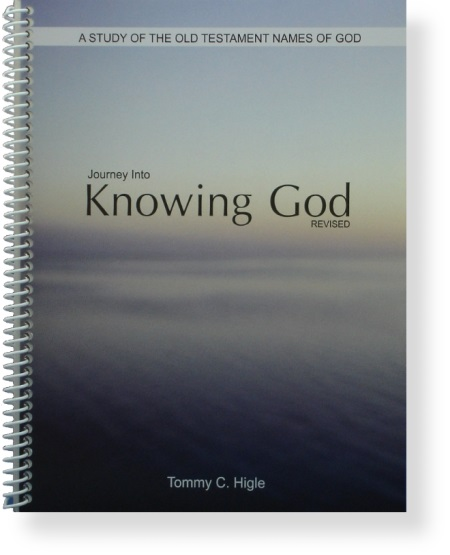 A STUDY OF THE OLD TESTAMENT NAMES OF GOD
Journey Into
Knowing God
REVISED
Tommy C. Higle